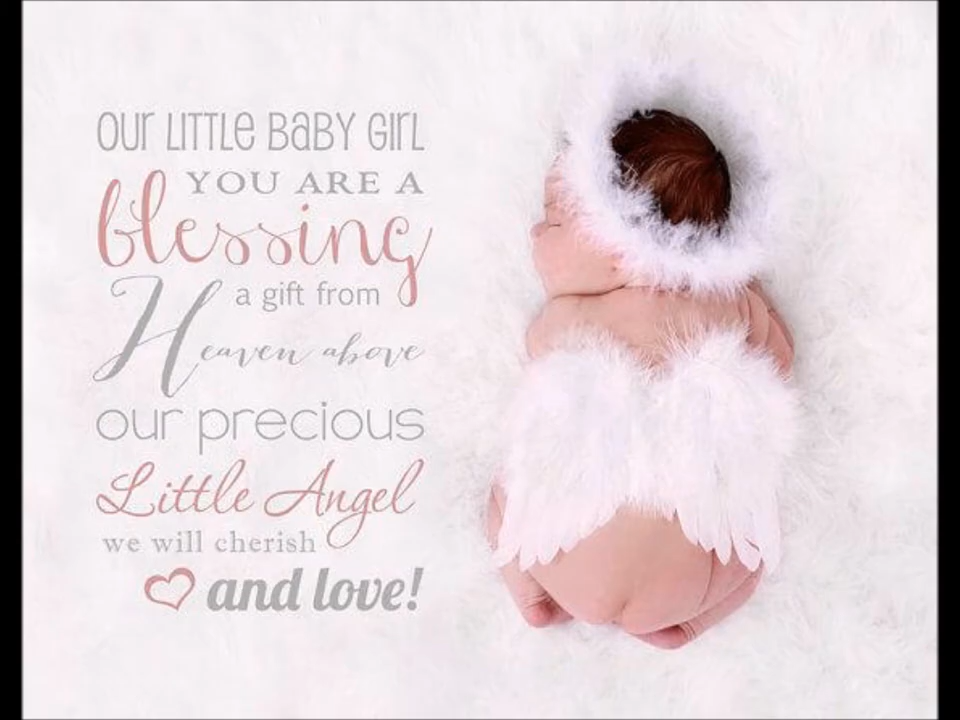 our LITTLE BaBY GIRL
YOU ARE A
blessing
a gift from
Heaven above
our precious
Little Angel
we will cherish
and love!